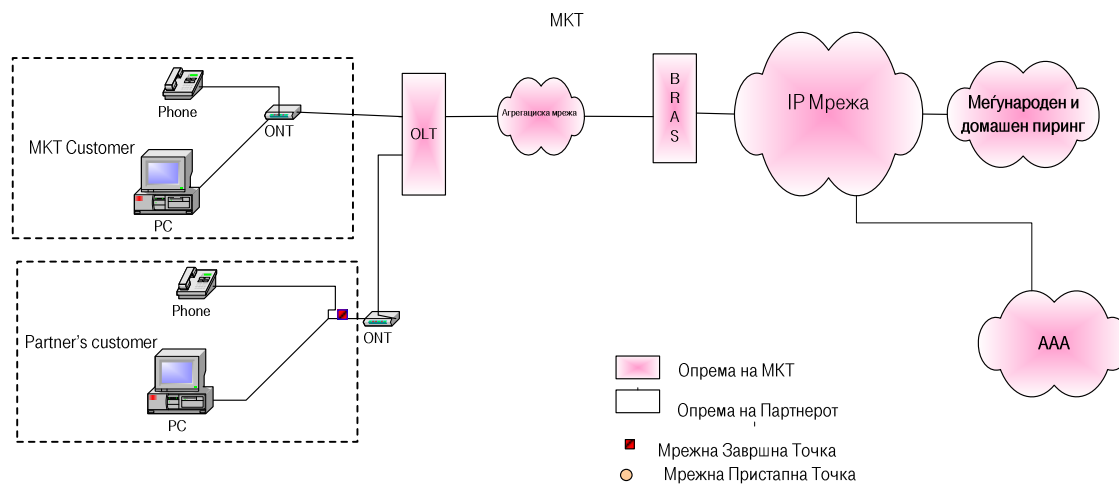 МКТ
Phone
ONT
MKT Customer
PC
OLT
Агрегациска мрежа
B
R
A
S
IP Мрежа
Меѓународен и
домашен пиринг
Phone
ONT
Partner's customer
PC
AAA
Опрема на МКТ
Опрема на Партнерот
Мрежна Завршна Точка
Мрежна Пристапна Точка